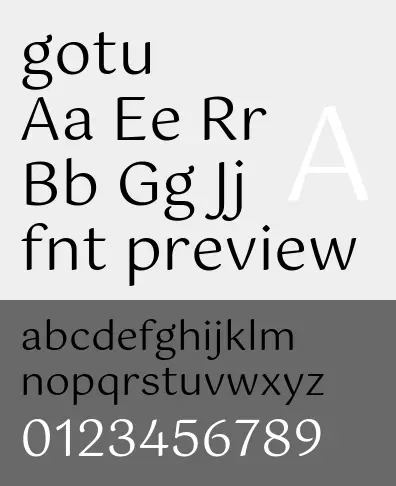 gotu
Aa Ee Rr
A
Bb Gg Jj
fnt preview
abcdefghijklm
nopqrstuvwxyz
0123456789